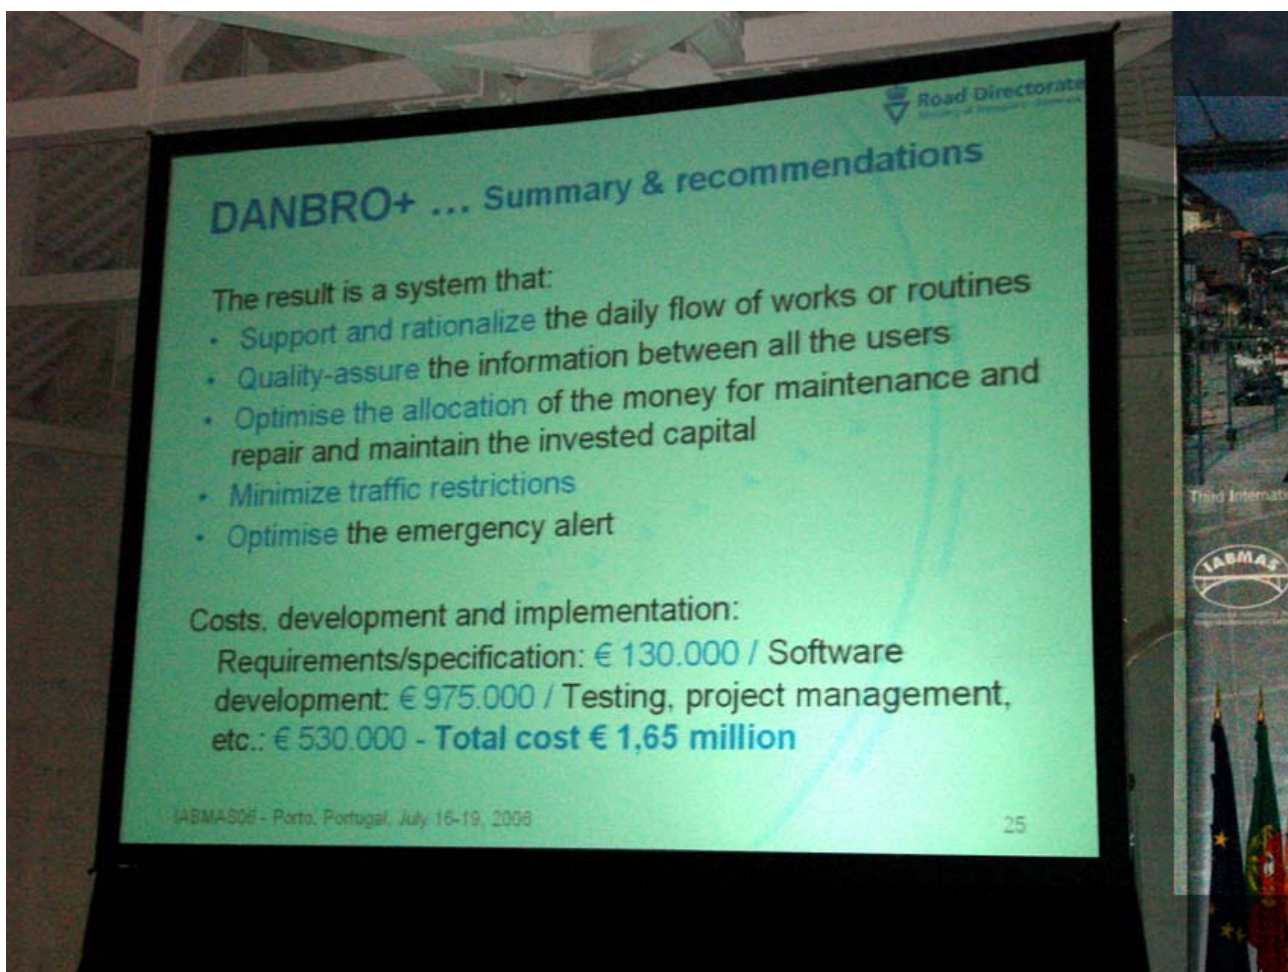 Road Directorate
DANBRO+ ... Summary & recommendations
The result is a system that:
• Support and rationalize the daily flow of works or routines
• Quality-assure the information between all the users
• Optimise the allocation of the money for maintenance and
repair and maintain the invested capital
• Minimize traffic restrictions
• Optimise the emergency alert
Costs, development and implementation:
Requirements/specification: € 130.000 / Software
development: € 975.000 / Testing, project management,
etc.: € 530.000 - Total cost € 1,65 million
IABMAS06 - Porto, Portugal, July 16-19, 2006
25
Third Internat
IABMAS